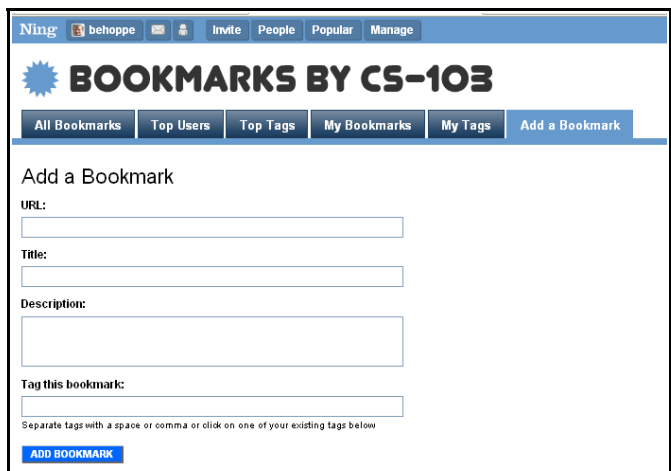 Ning behoppe Invite People Popular Manage
BOOKMARKS BY CS-103
All Bookmarks Top Users Top Tags My Bookmarks My Tags Add a Bookmark
Add a Bookmark
URL:
Title:
Description:
Tag this bookmark:
Separate tags with a space or comma or click on one of your existing tags below
ADD BOOKMARK